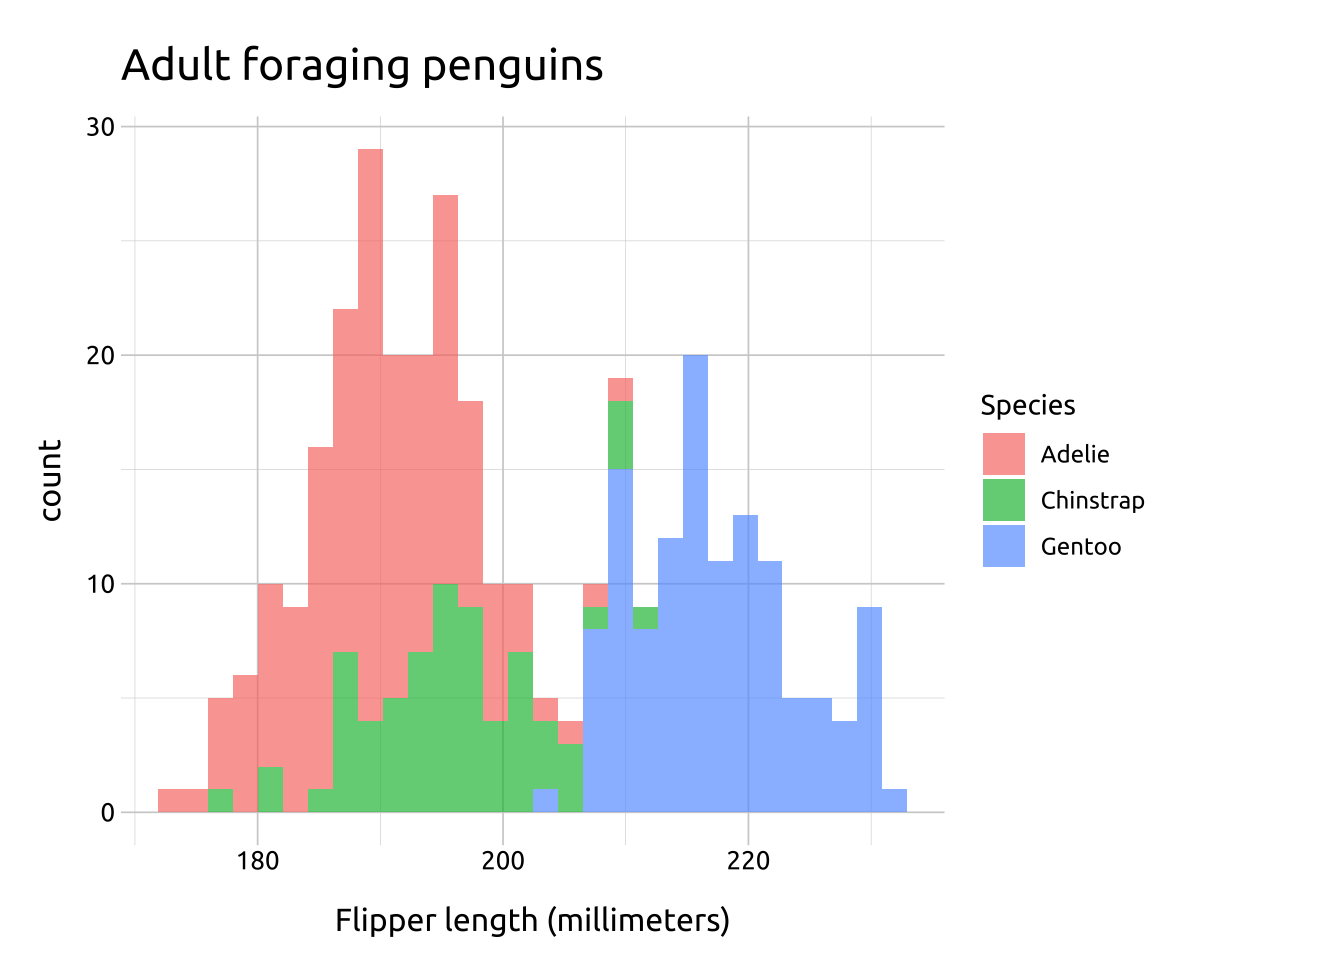 Adult foraging penguins
30
20
10
0
count
180 200 220
Flipper length (millimeters)
Species
Adelie
Chinstrap
Gentoo